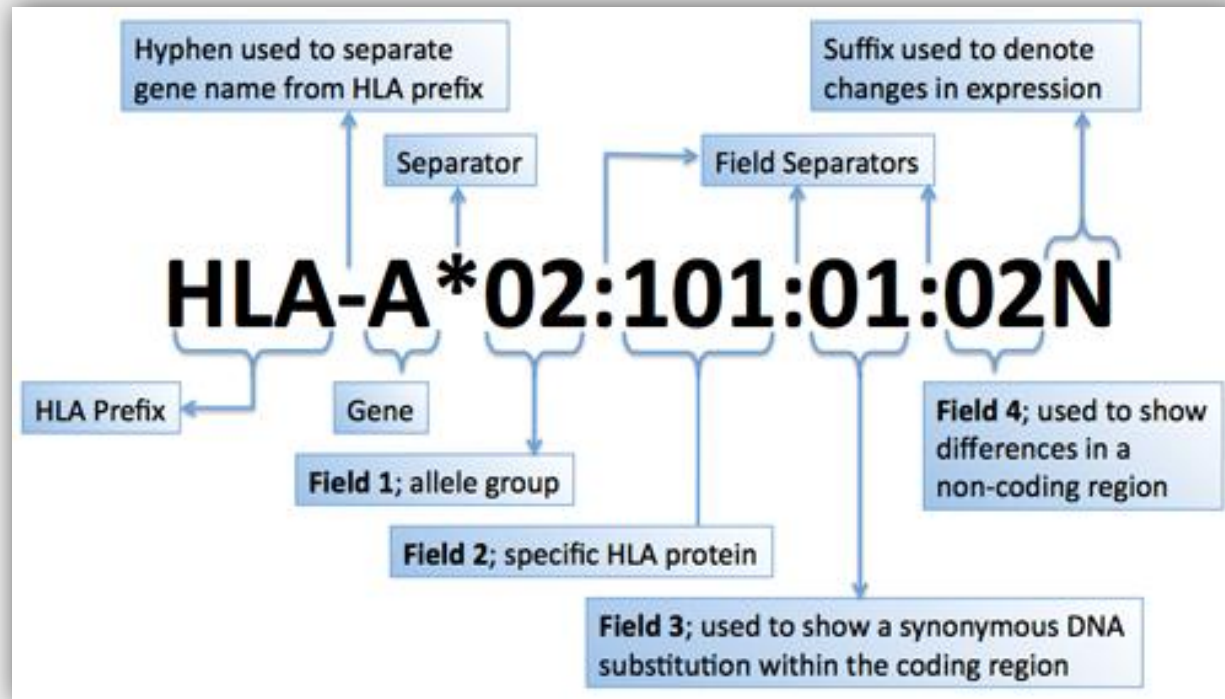 Hyphen used to separate
gene name from HLA prefix
Suffix used to denote
changes in expression
Separator
Field Separators
HLA-A*02:101:01:02N
HLA Prefix
Gene
Field 1; allele group
Field 2; specific HLA protein
Field 3; used to show a synonymous DNA
substitution within the coding region
Field 4; used to show
differences in a
non-coding region